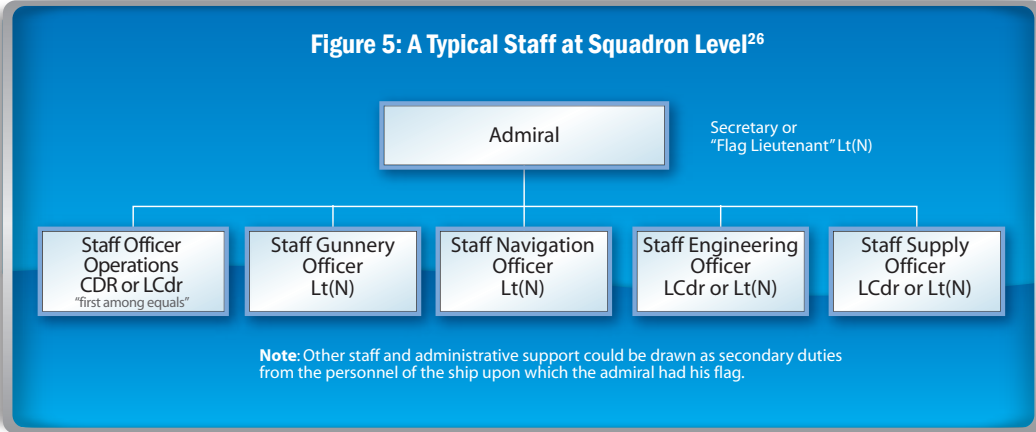 Figure 5: A Typical Staff at Squadron Level26
Admiral
Secretary or
"Flag Lieutenant" Lt(N)
Staff Officer
Operations
CDR or LCdr
"first among equals"
Staff Gunnery
Officer
Lt(N)
Staff Navigation
Officer
Lt(N)
Staff Engineering
Officer
LCdr or Lt(N)
Staff Supply
Officer
LCdr or Lt(N)
Note: Other staff and administrative support could be drawn as secondary duties
from the personnel of the ship upon which the admiral had his flag.